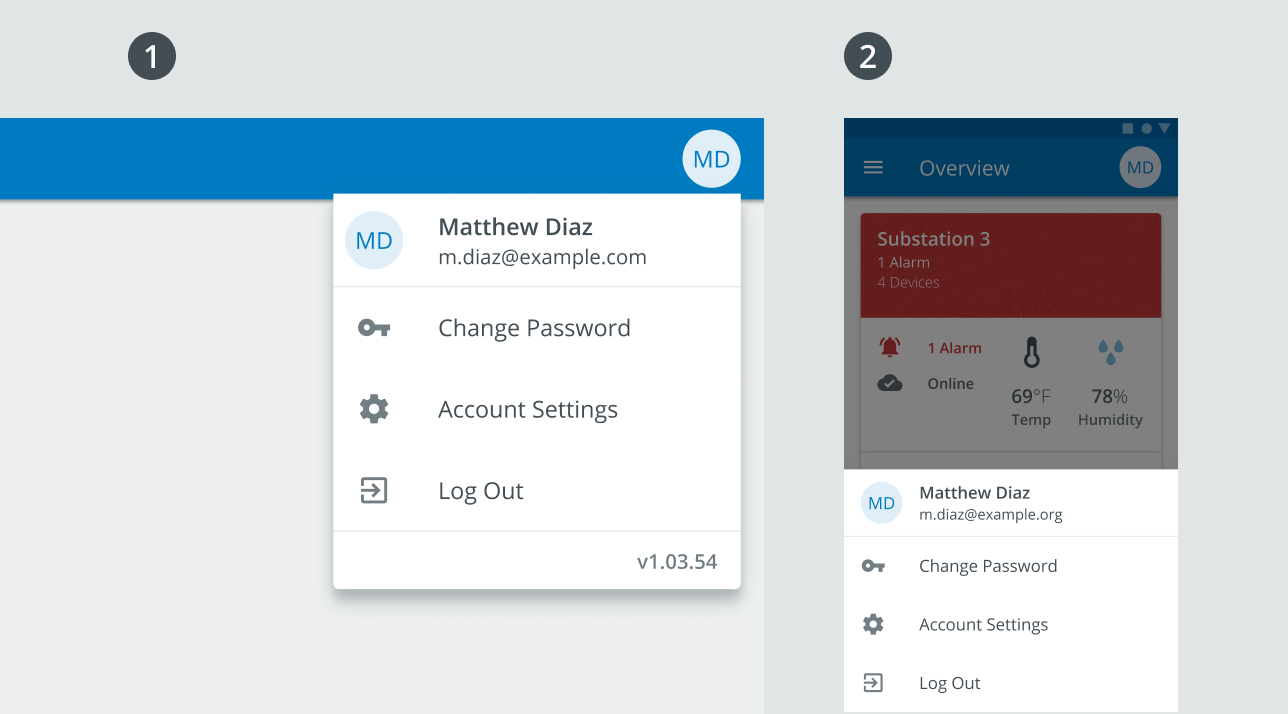 1
MD
MD
Matthew Diaz
m.diaz@example.com
Change Password
Account Settings
Log Out
v1.03.54
2
Overview
MD
Substation 3
1 Alarm
4 Devices
1 Alarm
Online
69°F
Temp
78%
Humidity
MD
Matthew Diaz
m.diaz@example.org
Change Password
Account Settings
Log Out